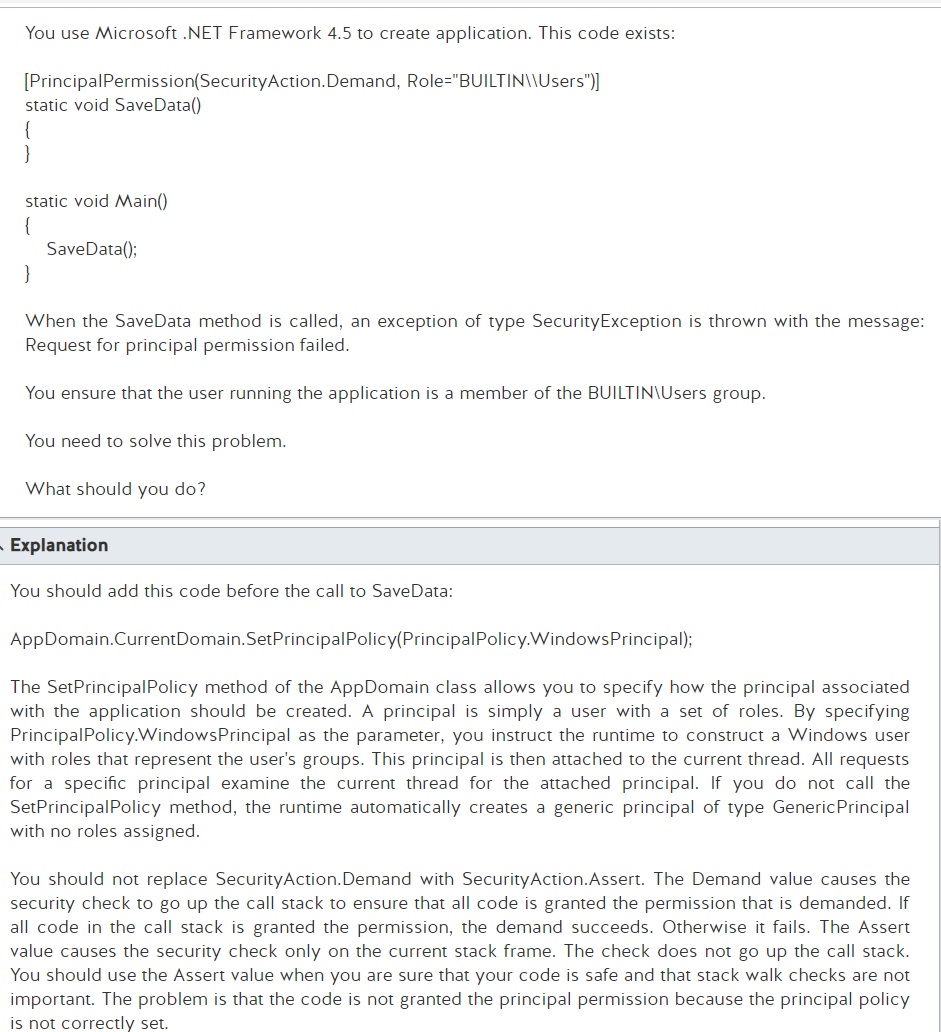 You use Microsoft .NET Framework 4.5 to create application. This code exists:
[PrincipalPermission(SecurityAction.Demand, Role="BUILTIN\\Users")]
static void SaveData()
{
}
static void Main()
{
SaveData();
}
When the SaveData method is called, an exception of type SecurityException is thrown with the message:
Request for principal permission failed.
You ensure that the user running the application is a member of the BUILTIN\Users group.
You need to solve this problem.
What should you do?
Explanation
You should add this code before the call to SaveData:
AppDomain.CurrentDomain.SetPrincipalPolicy(PrincipalPolicy.WindowsPrincipal);
The SetPrincipalPolicy method of the AppDomain class allows you to specify how the principal associated
with the application should be created. A principal is simply a user with a set of roles. By specifying
PrincipalPolicy.WindowsPrincipal as the parameter, you instruct the runtime to construct a Windows user
with roles that represent the user's groups. This principal is then attached to the current thread. All requests
for a specific principal examine the current thread for the attached principal. If you do not call the
SetPrincipalPolicy method, the runtime automatically creates a generic principal of type GenericPrincipal
with no roles assigned.
You should not replace SecurityAction.Demand with SecurityAction.Assert. The Demand value causes the
security check to go up the call stack to ensure that all code is granted the permission that is demanded. If
all code in the call stack is granted the permission, the demand succeeds. Otherwise it fails. The Assert
value causes the security check only on the current stack frame. The check does not go up the call stack.
You should use the Assert value when you are sure that your code is safe and that stack walk checks are not
important. The problem is that the code is not granted the principal permission because the principal policy
is not correctly set.